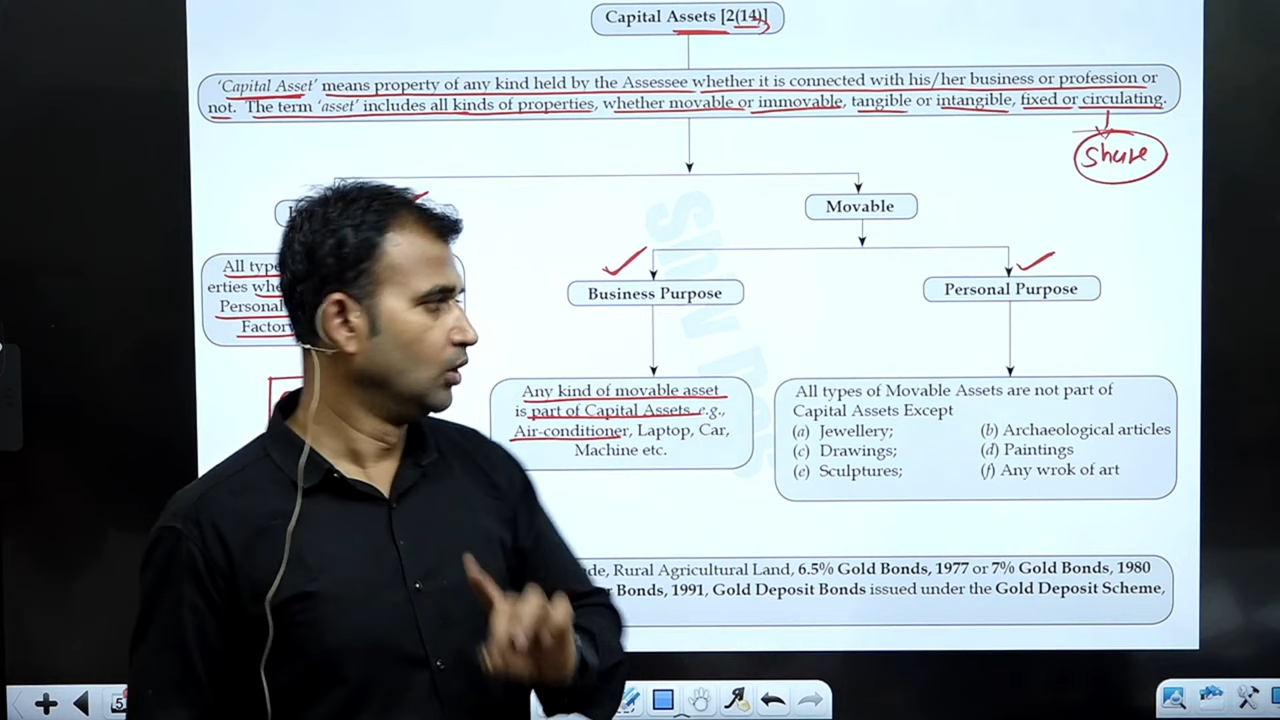 Capital Assets [2(14)]
‘Capital Asset’ means property of any kind held by the Assessee whether it is connected with his/her business or profession or
not. The term ‘asset’ includes all kinds of properties, whether movable or immovable, tangible or intangible, fixed or circulating.
Share
Movable
All type
erties whe
Personal
Factory
Business Purpose
Personal Purpose
Any kind of movable asset
is part of Capital Assets e.g.,
Air-conditioner, Laptop, Car,
Machine etc.
All types of Movable Assets are not part of
Capital Assets Except
(a) Jewellery; (b) Archaeological articles
(c) Drawings; (d) Paintings
(e) Sculptures; (f) Any wrok of art
de, Rural Agricultural Land, 6.5% Gold Bonds, 1977 or 7% Gold Bonds, 1980
r Bonds, 1991, Gold Deposit Bonds issued under the Gold Deposit Scheme,